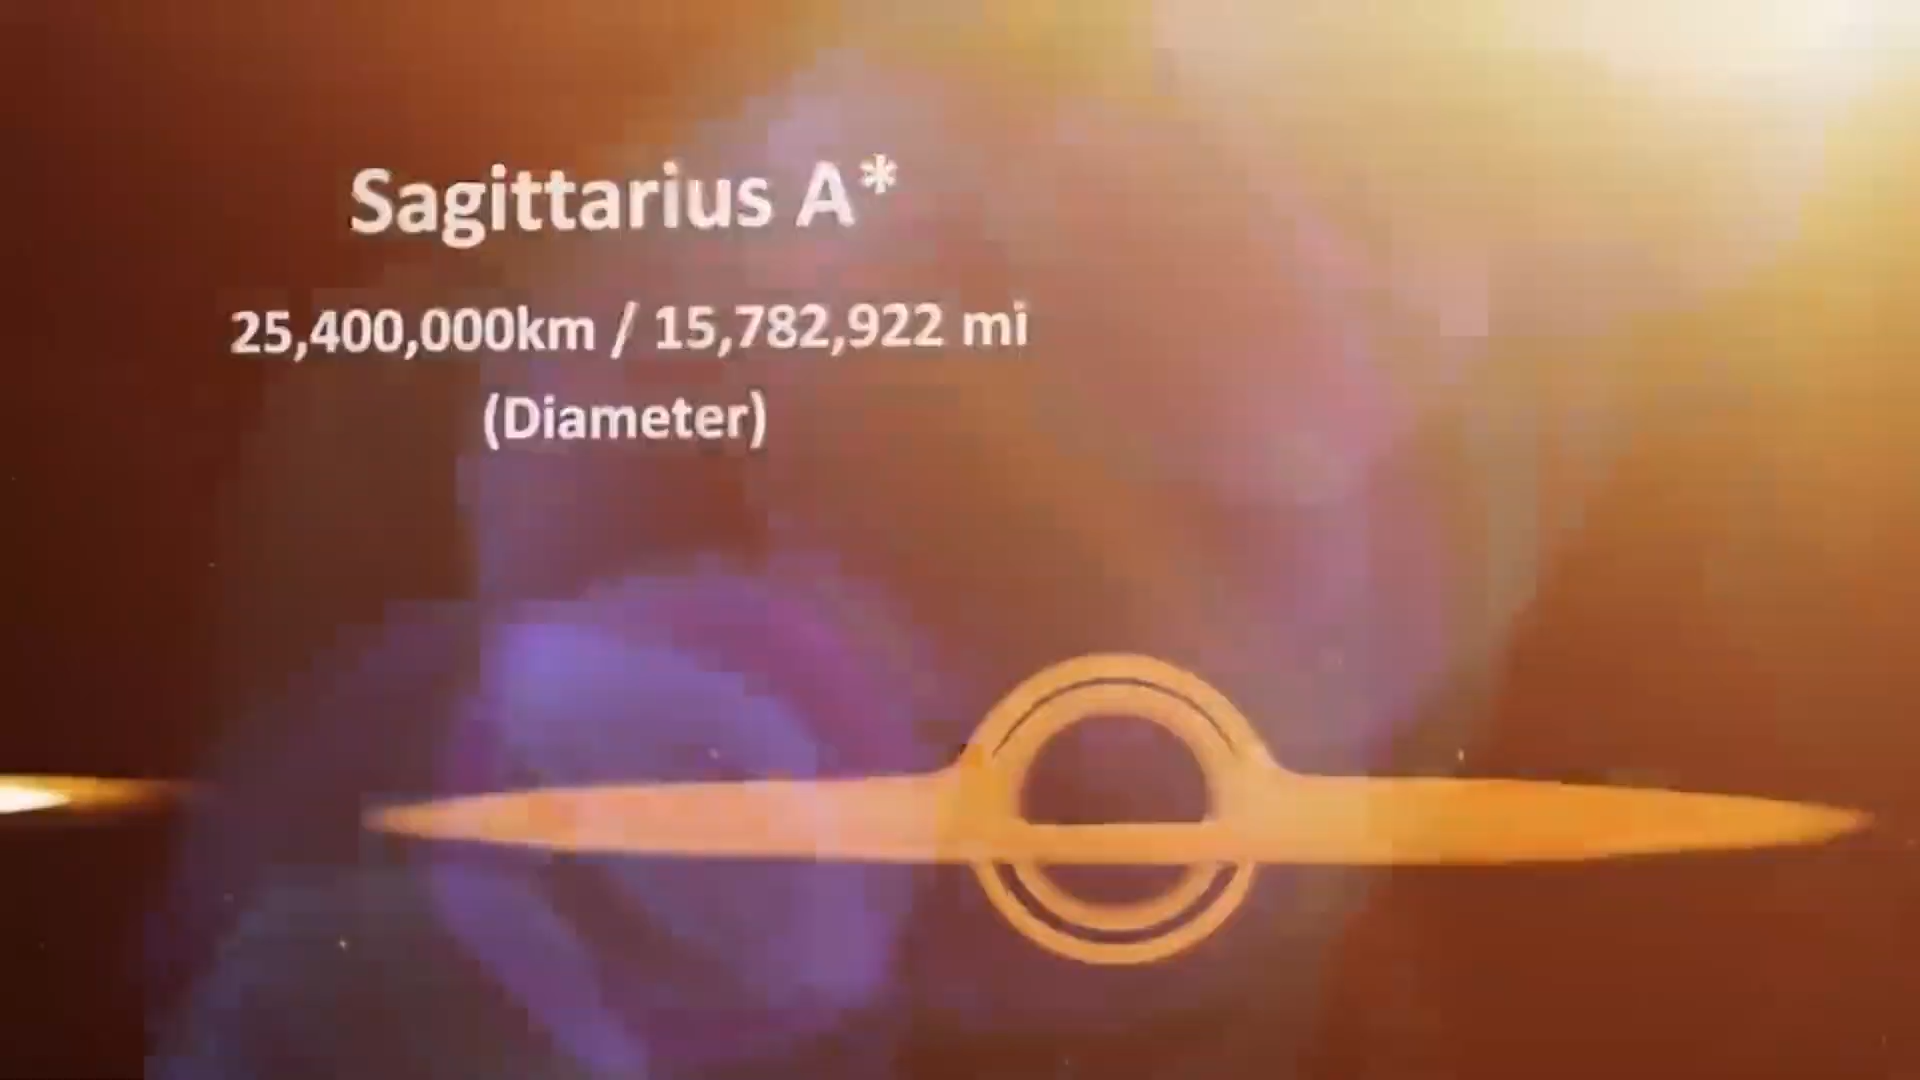 Sagittarius A*
25,400,000km / 15,782,922 mi
(Diameter)